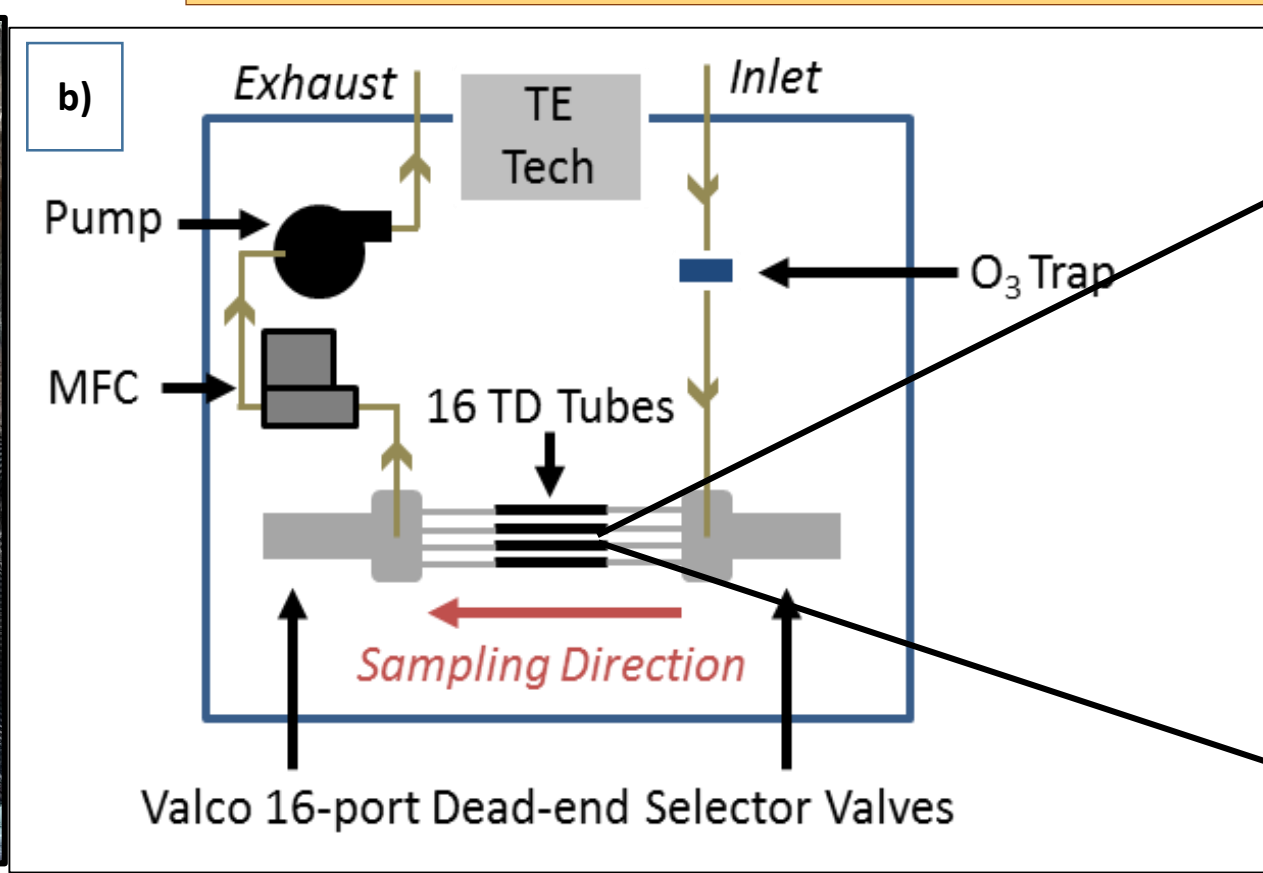 b)
Exhaust
TE
Tech
Inlet
Pump
O₃ Trap
MFC
16 TD Tubes
Sampling Direction
Valco 16-port Dead-end Selector Valves